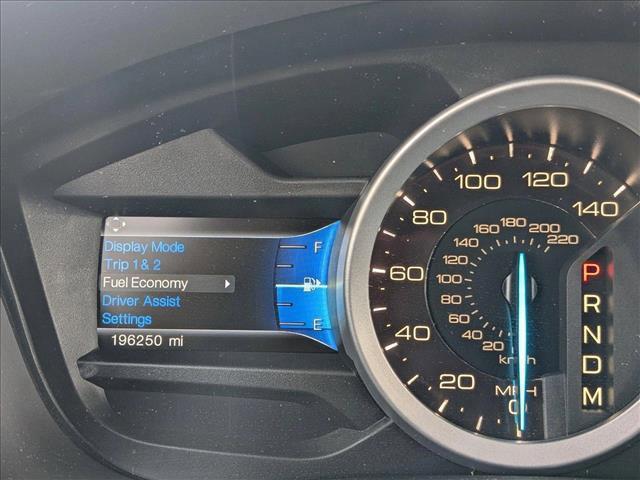 Display Mode
Trip 1 & 2
Fuel Economy
Driver Assist
Settings
196250 mi
F
E
0
20
40
60
80
100
120
140
MPH
20
40
60
80
100
120
140
160
180
200
220
km/h
P
R
N
D
M